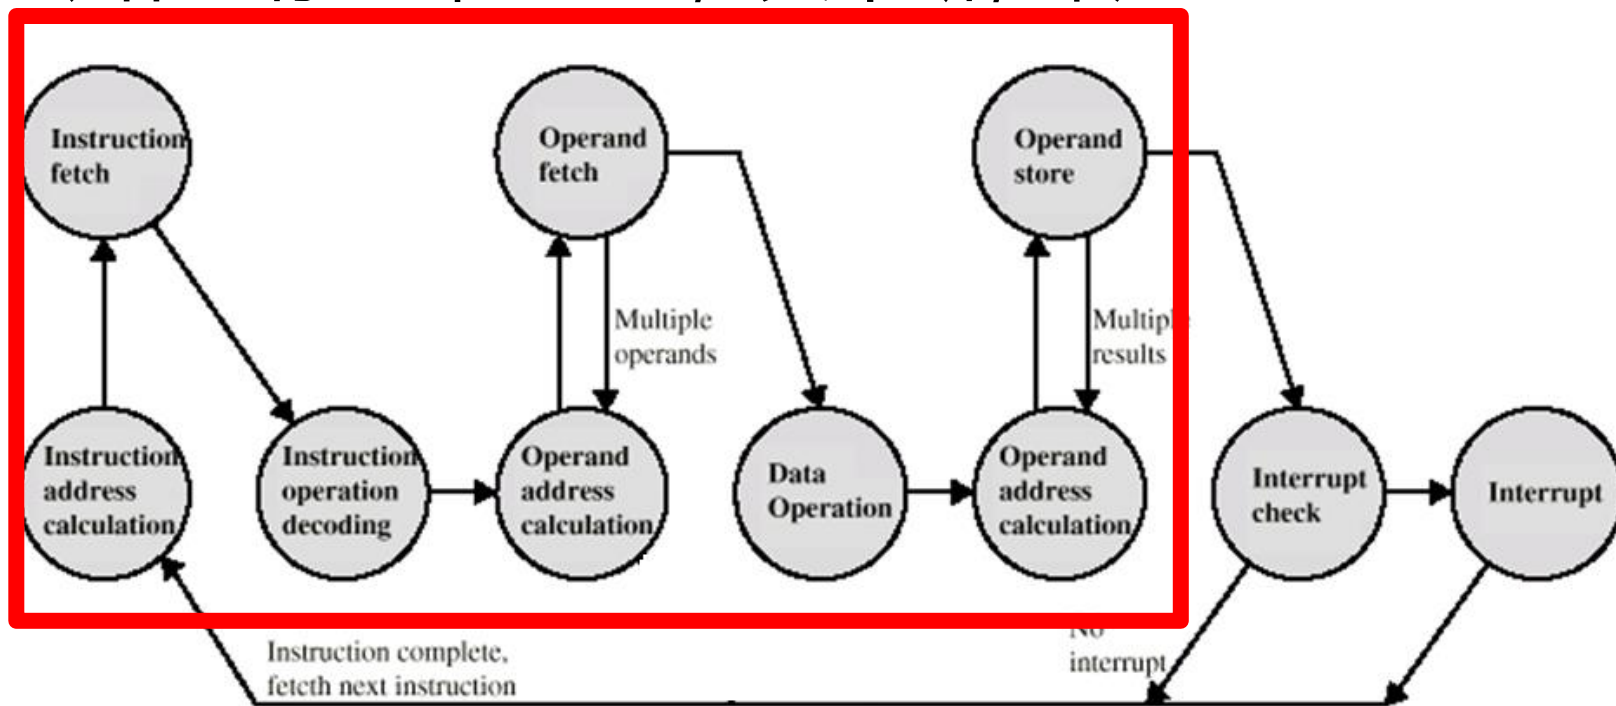 Instruction
fetch
Operand
fetch
Operand
store
Multiple
operands
results
Instruction
address
calculation
Instruction
operation
decoding
Operand
address
calculation
Data
Operation
Operand
address
calculation
Interrupt
check
Interrupt
Instruction complete,
fetcth next instruction
interrupt